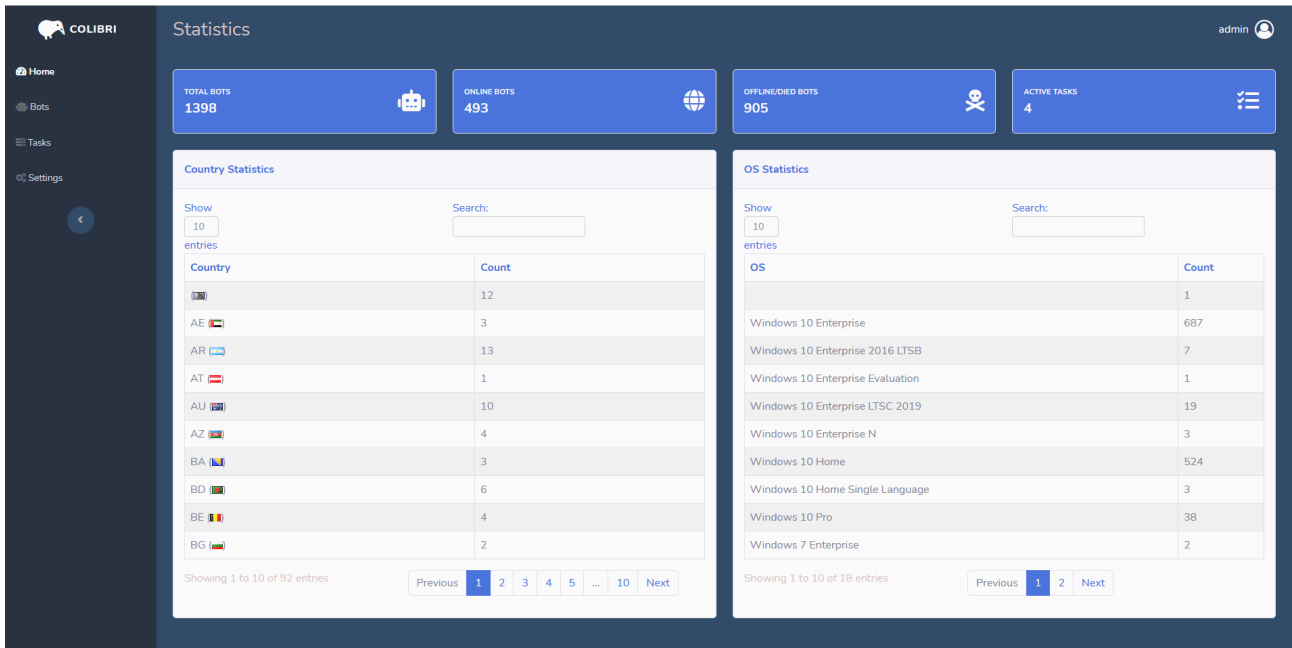 COLIBRI
Statistics
admin
Home
Bots
Tasks
Settings
TOTAL BOTS
1398
ONLINE BOTS
493
OFFLINE/DIED BOTS
905
ACTIVE TASKS
4
Country Statistics
Show
10
entries
Search:
Country Count
() 12
AE () 3
AR () 13
AT () 1
AU () 10
AZ () 4
BA () 3
BD () 6
BE () 4
BG () 2
Showing 1 to 10 of 92 entries
Previous 1 2 3 4 5 ... 10 Next
OS Statistics
Show
10
entries
Search:
OS Count
1
Windows 10 Enterprise 687
Windows 10 Enterprise 2016 LTSB 7
Windows 10 Enterprise Evaluation 1
Windows 10 Enterprise LTSC 2019 19
Windows 10 Enterprise N 3
Windows 10 Home 524
Windows 10 Home Single Language 3
Windows 10 Pro 38
Windows 7 Enterprise 2
Showing 1 to 10 of 18 entries
Previous 1 2 Next